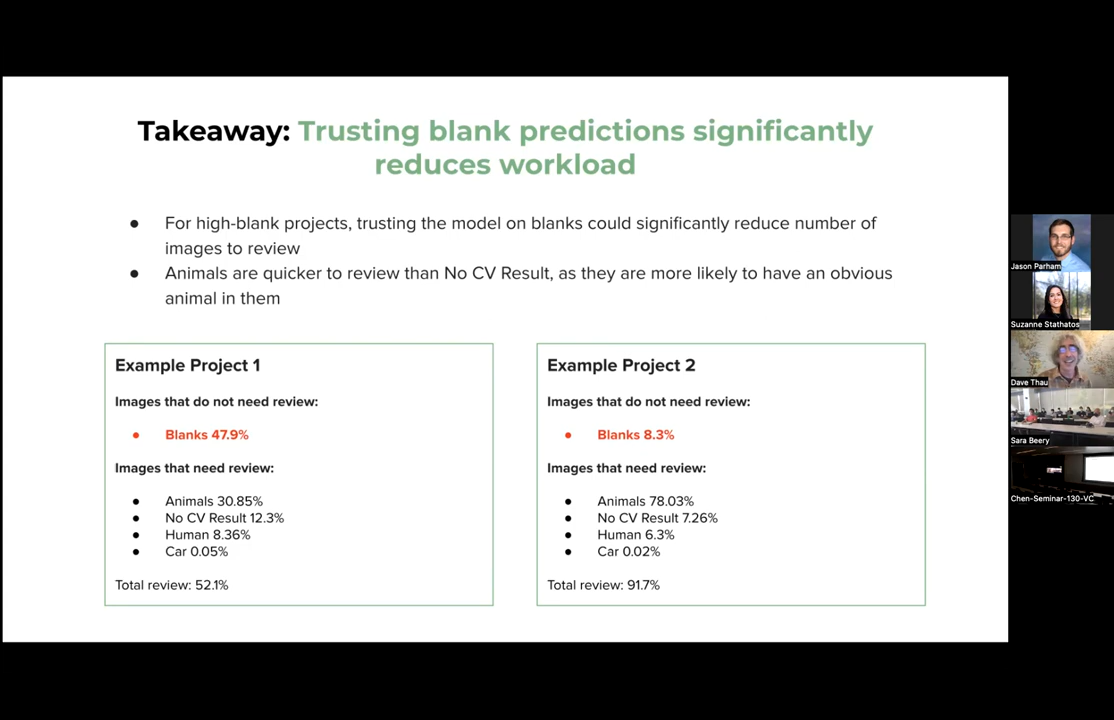 Takeaway: Trusting blank predictions significantly
reduces workload
● For high-blank projects, trusting the model on blanks could significantly reduce number of
images to review
● Animals are quicker to review than No CV Result, as they are more likely to have an obvious
animal in them
Example Project 1
Images that do not need review:
● Blanks 47.9%
Images that need review:
● Animals 30.85%
● No CV Result 12.3%
● Human 8.36%
● Car 0.05%
Total review: 52.1%
Example Project 2
Images that do not need review:
● Blanks 8.3%
Images that need review:
● Animals 78.03%
● No CV Result 7.26%
● Human 6.3%
● Car 0.02%
Total review: 91.7%
Jason Parham
Suzanne Stathatos
Dave Thau
Sara Beery
Chen-Seminar-130-VC